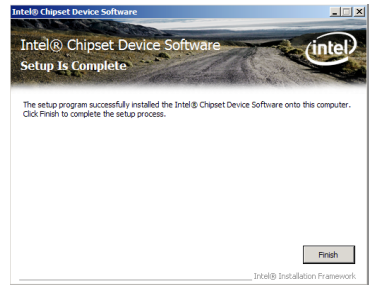 Intel® Chipset Device Software
Intel® Chipset Device Software
Setup Is Complete
intel
The setup program successfully installed the Intel® Chipset Device Software onto this computer.
Click Finish to complete the setup process.
Finish
Intel® Installation Framework